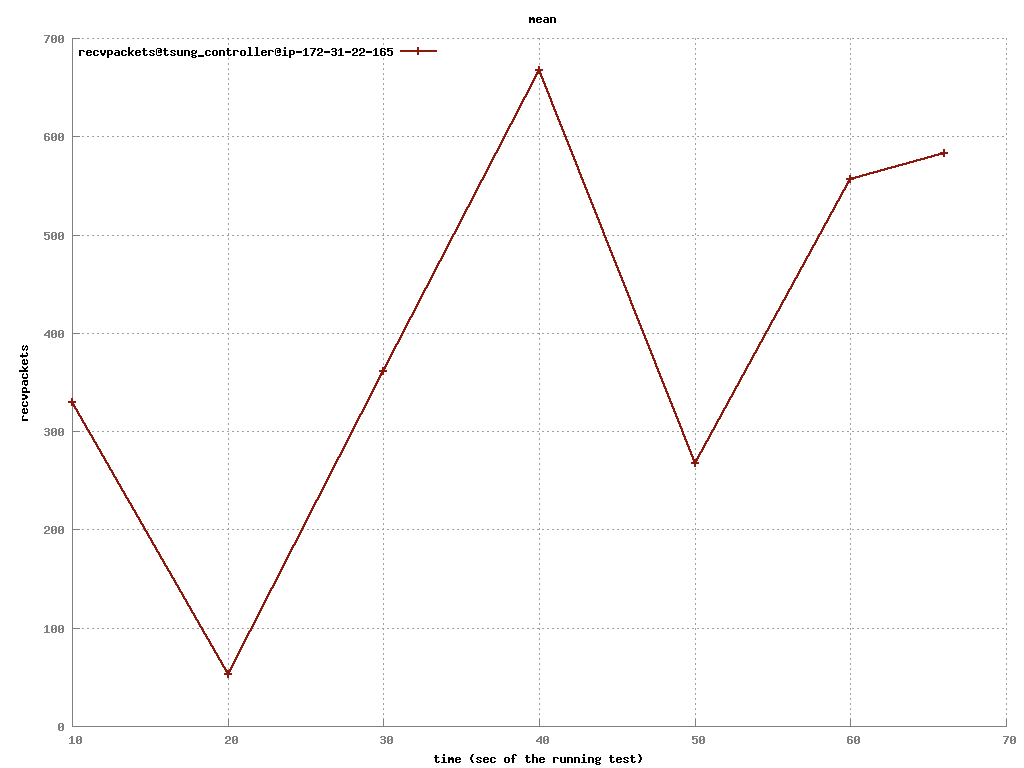 mean
700
recvpackets@tsung_controller@ip-172-31-22-165
600
500
400
recvpackets
300
200
100
0
10 20 30 40 50 60 70
time (sec of the running test)